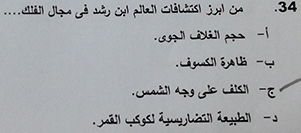 34. من ابرز اكتشافات العالم ابن رشد فى مجال الفلك....
أ- حجم الغلاف الجوى.
ب- ظاهرة الكسوف.
ج- الكلف على وجه الشمس.
د- الطبيعة التضاريسية لكوكب القمر.